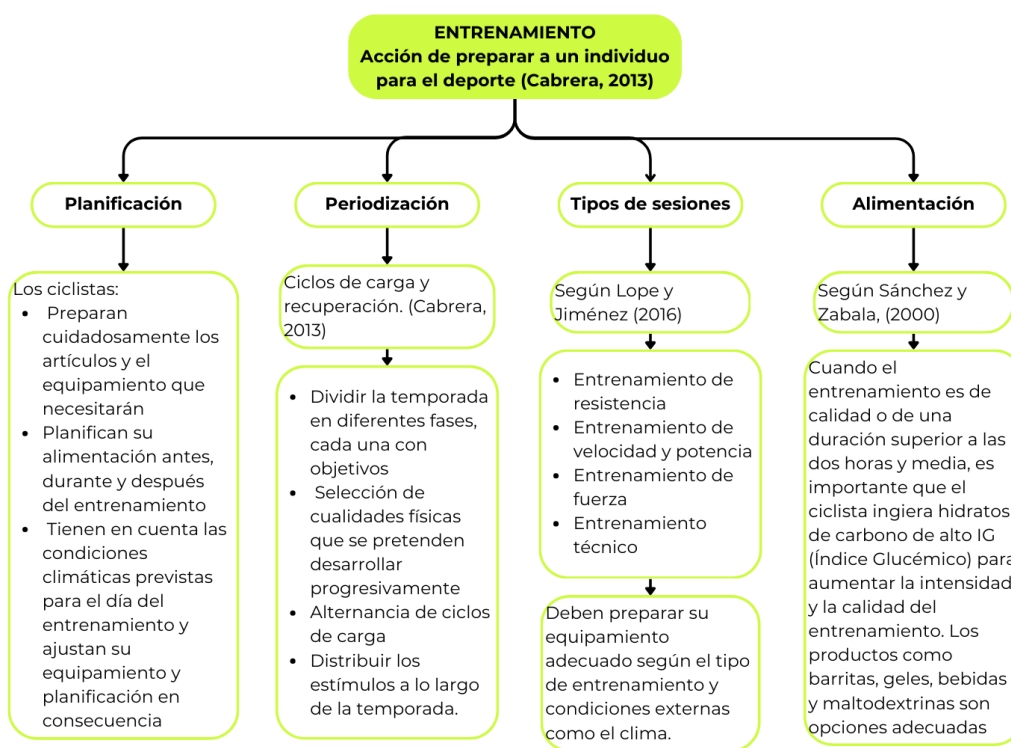 ENTRENAMIENTO
Acción de preparar a un individuo
para el deporte (Cabrera, 2013)
Planificación
Los ciclistas:
• Preparan
cuidadosamente los
artículos y el
equipamiento que
necesitarán
• Planifican su
alimentación antes,
durante y después
del entrenamiento
• Tienen en cuenta las
condiciones
climáticas previstas
para el día del
entrenamiento y
ajustan su
equipamiento y
planificación en
consecuencia
Periodización
Ciclos de carga y
recuperación. (Cabrera,
2013)
• Dividir la temporada
en diferentes fases,
cada una con
objetivos
• Selección de
cualidades físicas
que se pretenden
desarrollar
progresivamente
• Alternancia de ciclos
de carga
• Distribuir los
estímulos a lo largo
de la temporada.
Tipos de sesiones
Según Lope y
Jiménez (2016)
• Entrenamiento de
resistencia
• Entrenamiento de
velocidad y potencia
• Entrenamiento de
fuerza
• Entrenamiento
técnico
Deben preparar su
equipamiento
adecuado según el tipo
de entrenamiento y
condiciones externas
como el clima.
Alimentación
Según Sánchez y
Zabala, (2000)
Cuando el
entrenamiento es de
calidad o de una
duración superior a las
dos horas y media, es
importante que el
ciclista ingiera hidratos
de carbono de alto IG
(Índice Glucémico) para
aumentar la intensidad
y la calidad del
entrenamiento. Los
productos como
barritas, geles, bebidas
y maltodextrinas son
opciones adecuadas